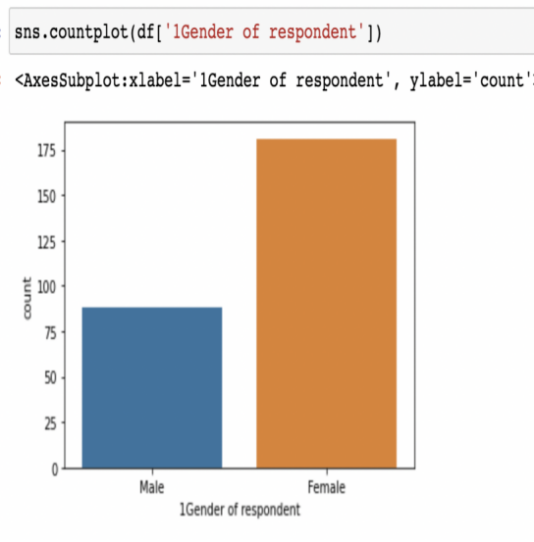 sns.countplot(df['1Gender of respondent'])
<AxesSubplot:xlabel='1Gender of respondent', ylabel='count'>
175
150
125
100
75
50
25
0
count
Male Female
1Gender of respondent